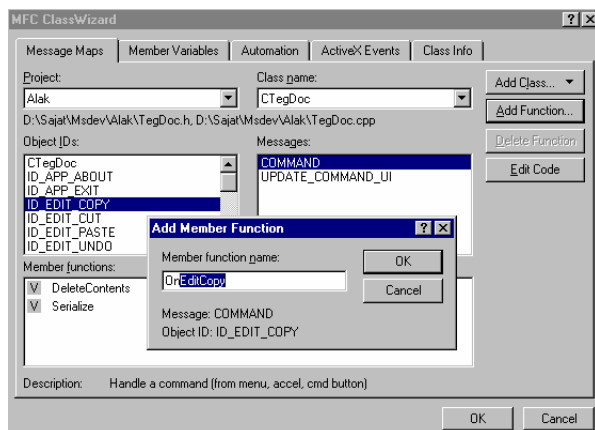 MFC ClassWizard
Message Maps
Member Variables
Automation
ActiveX Events
Class Info
Project:
Class name:
Alak
CTegDoc
Add Class...
D:\Sajat\Msdev\Alak\TegDoc.h, D:\Sajat\Msdev\Alak\TegDoc.cpp
Add Function...
Object IDs:
Messages:
Delete Function
CTegDoc
ID_APP_ABOUT
ID_APP_EXIT
ID_EDIT_COPY
ID_EDIT_CUT
ID_EDIT_PASTE
ID_EDIT_UNDO
COMMAND
UPDATE_COMMAND_UI
Edit Code
Add Member Function
Member function name:
OnEditCopy
OK
Cancel
Message: COMMAND
Object ID: ID_EDIT_COPY
Member functions:
V DeleteContents
V Serialize
Description: Handle a command (from menu, accel, cmd button)
OK
Cancel